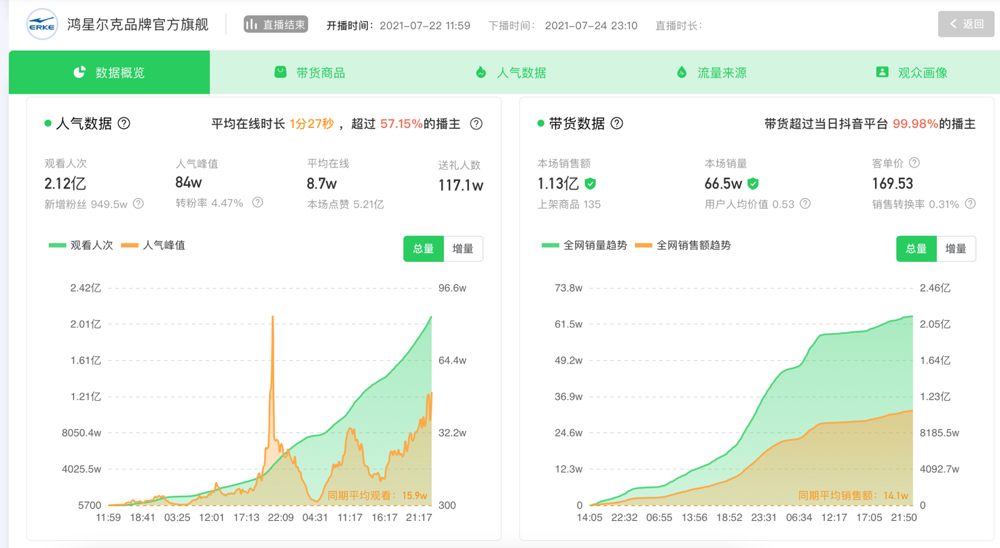 ERKE 鸿星尔克品牌官方旗舰 直播结束 开播时间：2021-07-22 11:59 下播时间：2021-07-24 23:10 直播时长： 返回
数据概览 带货商品 人气数据 流量来源 观众画像
人气数据 ? 平均在线时长 1分27秒 ，超过 57.15%的播主 ?
观看人次 人气峰值 平均在线 送礼人数
2.12亿 84w 8.7w 117.1w
新增粉丝 949.5w ? 转粉率 4.47% ? 本场点赞 5.21亿
观看人次 人气峰值 总量 增量
2.42亿 96.6w
2.01亿
1.61亿 64.4w
1.21亿
8050.4w 32.2w
4025.5w
同期平均观看：15.9w
5700 300
11:59 18:41 03:25 12:01 17:13 22:09 04:31 11:17 16:17 21:17
带货数据 ? 带货超过当日抖音平台 99.98%的播主
本场销售额 本场销量 客单价 ?
1.13亿 66.5w 169.53
上架商品 135 用户人均价值 0.53 ? 销售转换率 0.31% ?
全网销量趋势 全网销售额趋势 总量 增量
73.8w 2.46亿
61.5w 2.05亿
49.2w 1.64亿
36.9w 1.23亿
24.6w 8185.5w
12.3w 4092.7w
同期平均销售额：14.1w
0 0
14:05 22:32 06:55 13:56 18:52 23:31 06:34 12:17 17:05 21:50